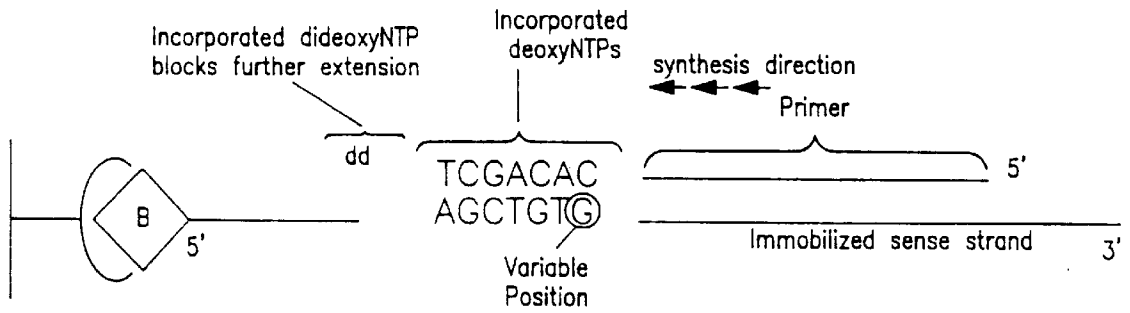 Incorporated dideoxyNTP
blocks further extension
Incorporated
deoxyNTPs
synthesis direction
Primer
dd
TCGACAC
5'
B
5'
AGCTGTG
Immobilized sense strand
3'
Variable
Position